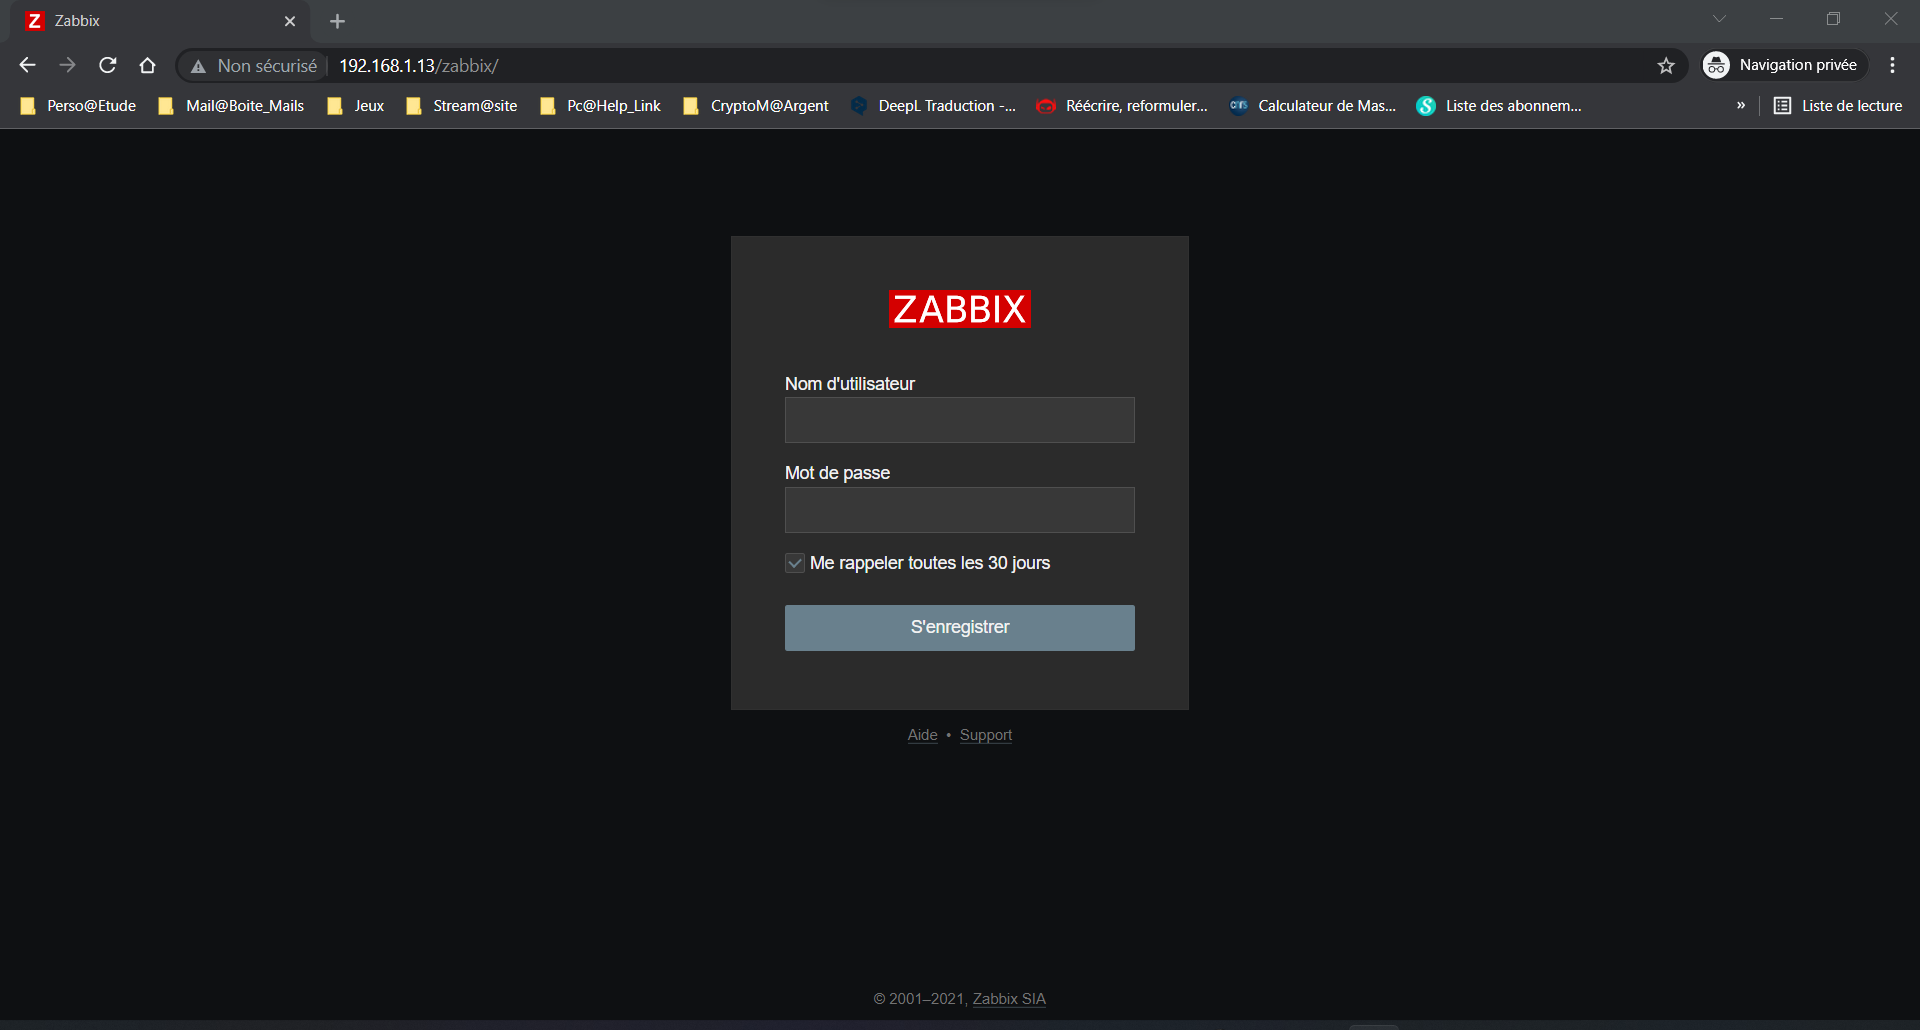 Z Zabbix
Non sécurisé 192.168.1.13/zabbix/ Navigation privée
Perso@Etude Mail@Boite_Mails Jeux Stream@site Pc@Help_Link CryptoM@Argent DeepL Traduction -... Réécrire, reformuler... Calculateur de Mas... Liste des abonnem... » Liste de lecture
ZABBIX
Nom d'utilisateur
Mot de passe
Me rappeler toutes les 30 jours
S'enregistrer
Aide • Support
© 2001–2021, Zabbix SIA